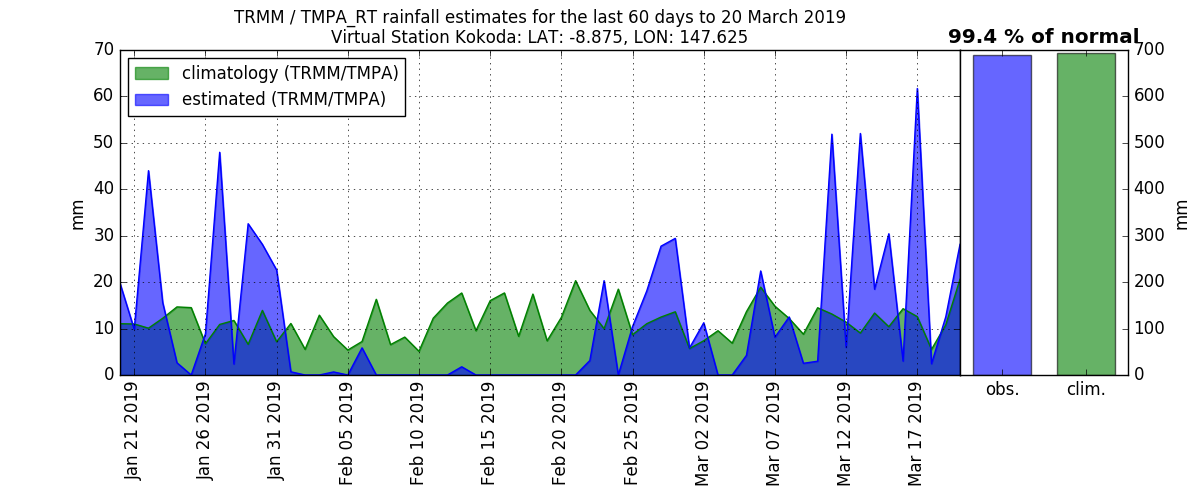 TRMM / TMPA_RT rainfall estimates for the last 60 days to 20 March 2019
Virtual Station Kokoda: LAT: -8.875, LON: 147.625
99.4 % of normal
climatology (TRMM/TMPA)
estimated (TRMM/TMPA)
70
60
50
40
30
20
10
0
mm
700
600
500
400
300
200
100
0
mm
Jan 21 2019
Jan 26 2019
Jan 31 2019
Feb 05 2019
Feb 10 2019
Feb 15 2019
Feb 20 2019
Feb 25 2019
Mar 02 2019
Mar 07 2019
Mar 12 2019
Mar 17 2019
obs.
clim.